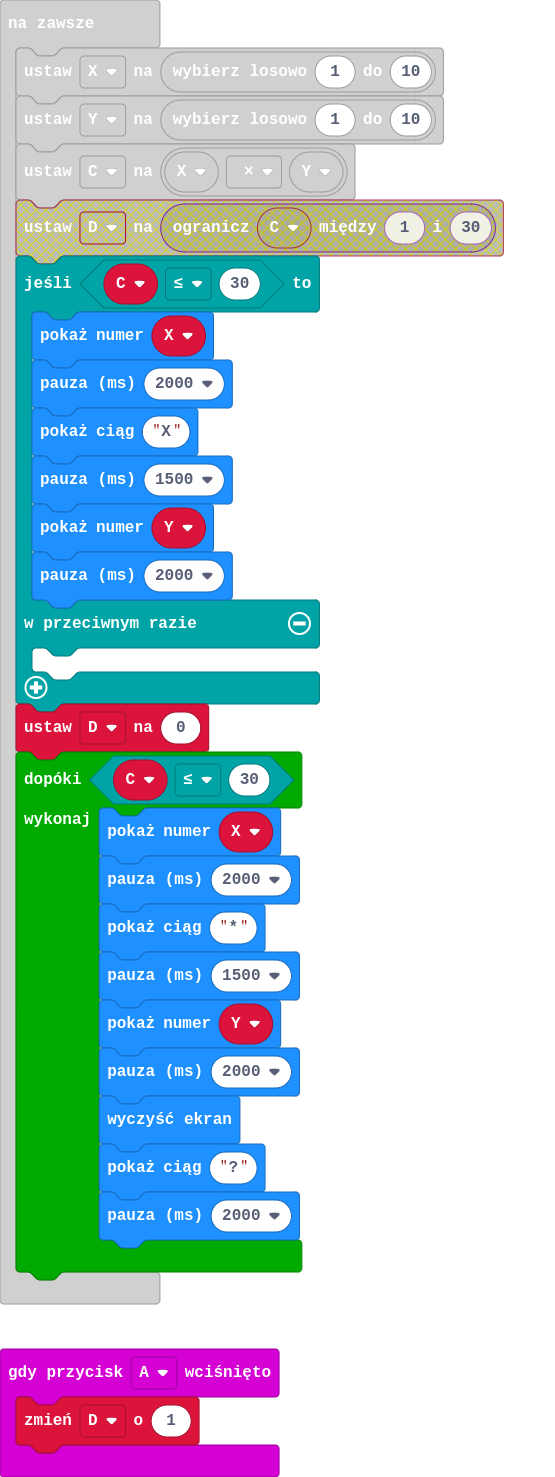 na zawsze
ustaw X na wybierz losowo 1 do 10
ustaw Y na wybierz losowo 1 do 10
ustaw C na X × Y
ustaw D na ogranicz C między 1 i 30
jeśli C ≤ 30 to
pokaż numer X
pauza (ms) 2000
pokaż ciąg "X"
pauza (ms) 1500
pokaż numer Y
pauza (ms) 2000
w przeciwnym razie
ustaw D na 0
dopóki C ≤ 30
wykonaj
pokaż numer X
pauza (ms) 2000
pokaż ciąg "*"
pauza (ms) 1500
pokaż numer Y
pauza (ms) 2000
wyczyść ekran
pokaż ciąg "?"
pauza (ms) 2000
gdy przycisk A wciśnięto
zmień D o 1